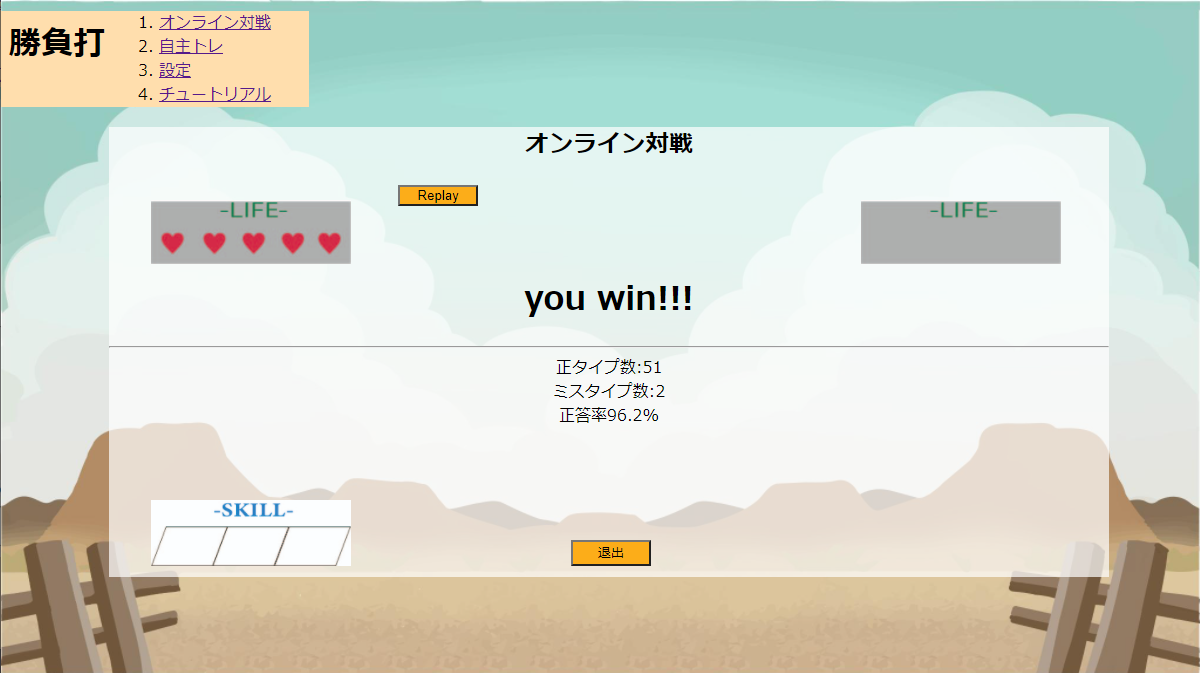 勝負打
1. オンライン対戦
2. 自主トレ
3. 設定
4. チュートリアル
オンライン対戦
Replay
-LIFE-
-LIFE-
you win!!!
正タイプ数:51
ミスタイプ数:2
正答率96.2%
-SKILL-
退出